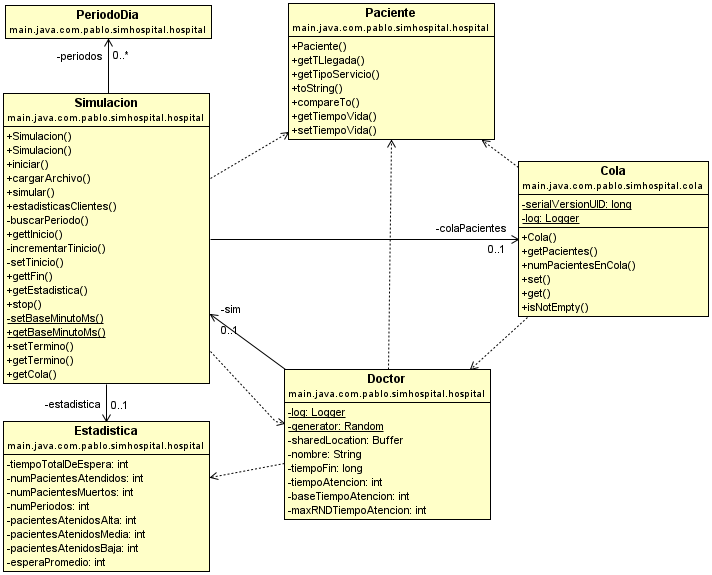 PeriodoDia
main.java.com.pablo.simhospital.hospital
-periodos
0..*
Paciente
main.java.com.pablo.simhospital.hospital
+Paciente()
+getTLlegada()
+getTipoServicio()
+toString()
+compareTo()
+getTiempoVida()
+setTiempoVida()
Simulacion
main.java.com.pablo.simhospital.hospital
+Simulacion()
+Simulacion()
+iniciar()
+cargarArchivo()
+simular()
+estadisticasClientes()
-buscarPeriodo()
+gettInicio()
-incrementarTinicio()
-setTinicio()
+gettFin()
+getEstadistica()
+stop()
-setBaseMinutoMs()
+getBaseMinutoMs()
+setTermino()
+getTermino()
+getCola()
Cola
main.java.com.pablo.simhospital.cola
-serialVersionUID: long
-log: Logger
+Cola()
+getPacientes()
+numPacientesEnCola()
+set()
+get()
+isNotEmpty()
-colaPacientes
0..1
-sim
0..1
-estadistica
0..1
Doctor
main.java.com.pablo.simhospital.hospital
-log: Logger
-generator: Random
-sharedLocation: Buffer
-nombre: String
-tiempoFin: long
-tiempoAtencion: int
-baseTiempoAtencion: int
-maxRNDTiempoAtencion: int
Estadistica
main.java.com.pablo.simhospital.hospital
-tiempoTotalDeEspera: int
-numPacientesAtendidos: int
-numPacientesMuertos: int
-numPeriodos: int
-pacientesAtenidosAlta: int
-pacientesAtenidosMedia: int
-pacientesAtenidosBaja: int
-esperaPromedio: int